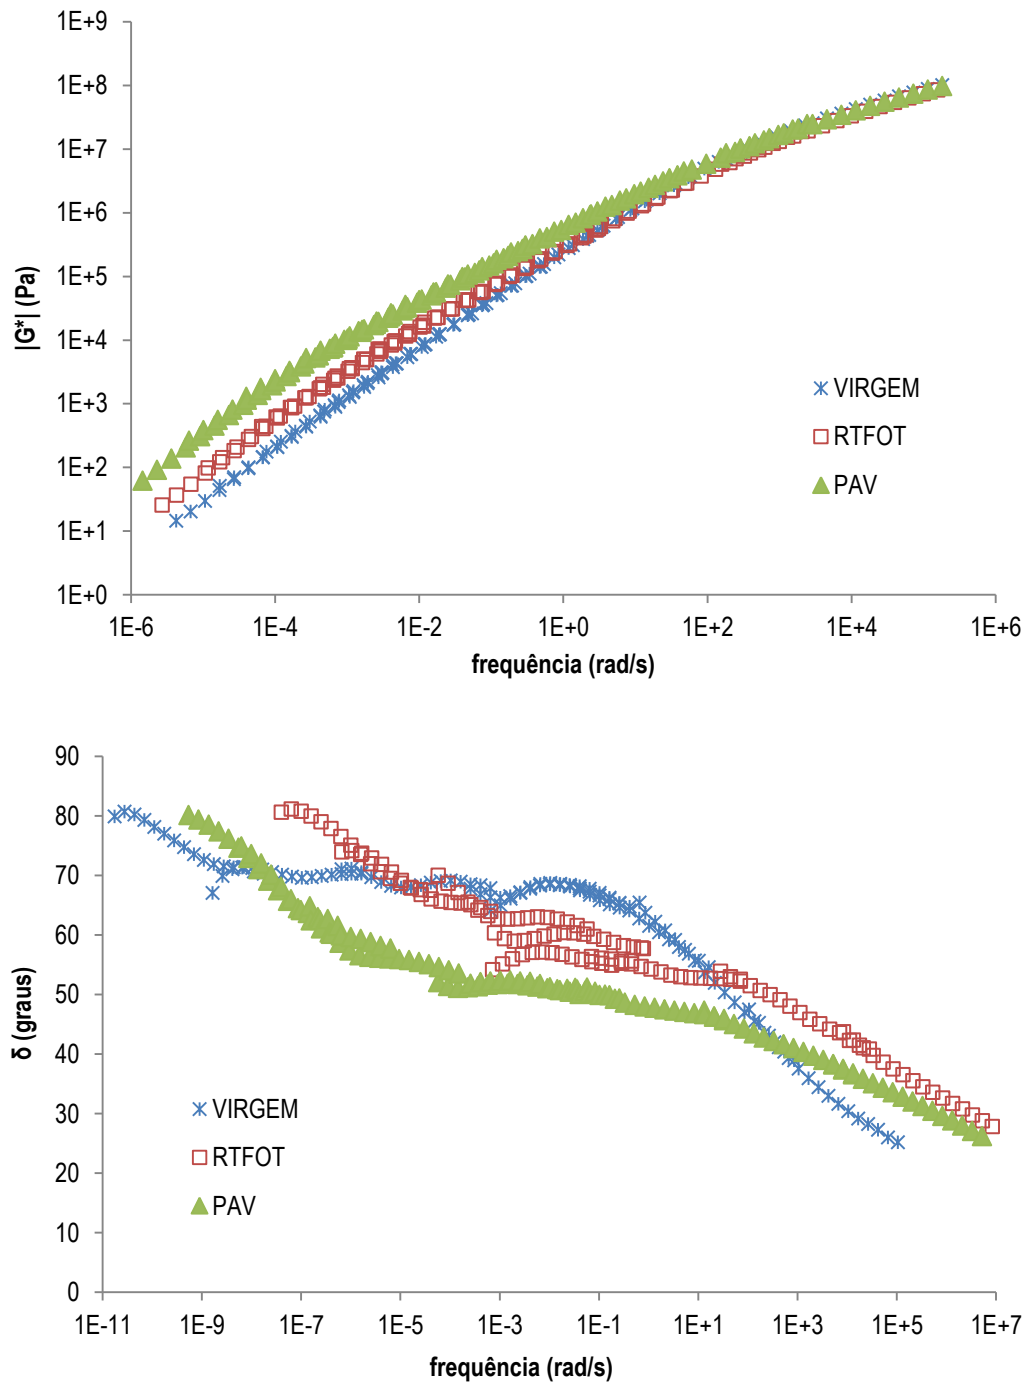 1E+9
1E+8
1E+7
1E+6
1E+5
1E+4
1E+3
1E+2
1E+1
1E+0
|G*| (Pa)
VIRGEM
RTFOT
PAV
1E-6 1E-4 1E-2 1E+0 1E+2 1E+4 1E+6
frequência (rad/s)
90
80
70
60
50
40
30
20
10
0
δ (graus)
VIRGEM
RTFOT
PAV
1E-11 1E-9 1E-7 1E-5 1E-3 1E-1 1E+1 1E+3 1E+5 1E+7
frequência (rad/s)